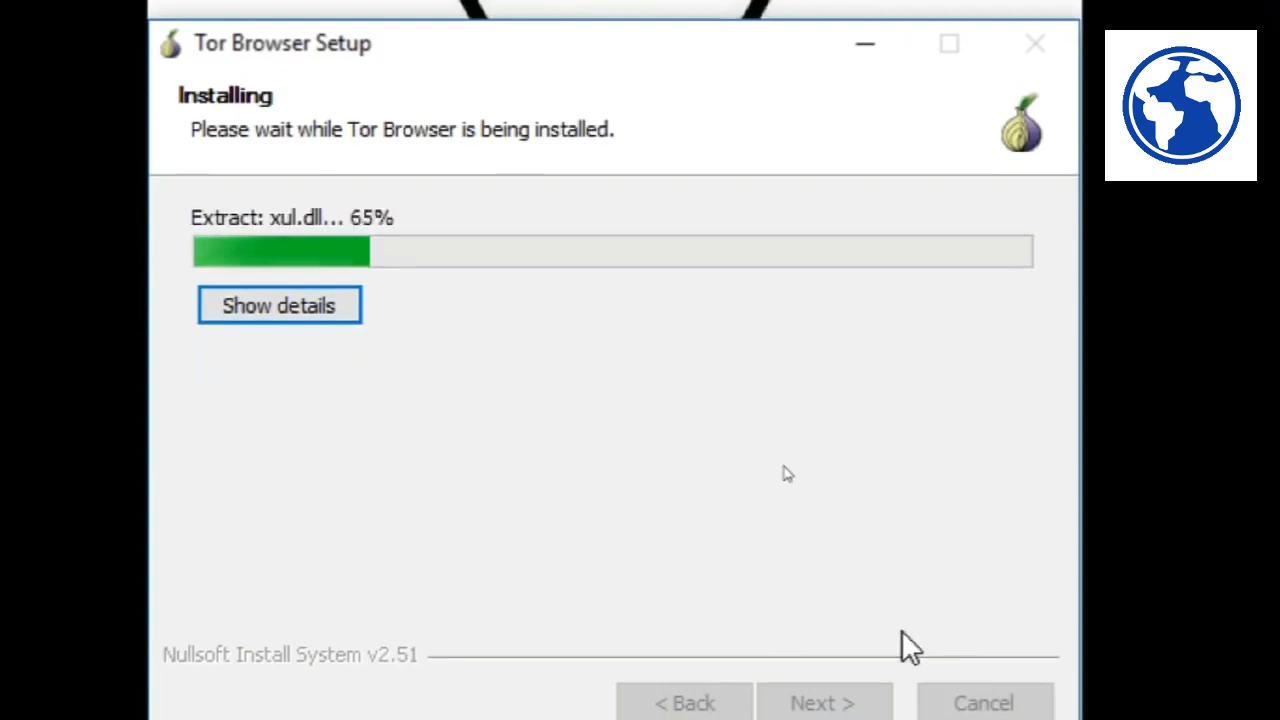 Tor Browser Setup
Installing
Please wait while Tor Browser is being installed.
Extract: xul.dll... 65%
Show details
Nullsoft Install System v2.51
< Back
Next >
Cancel